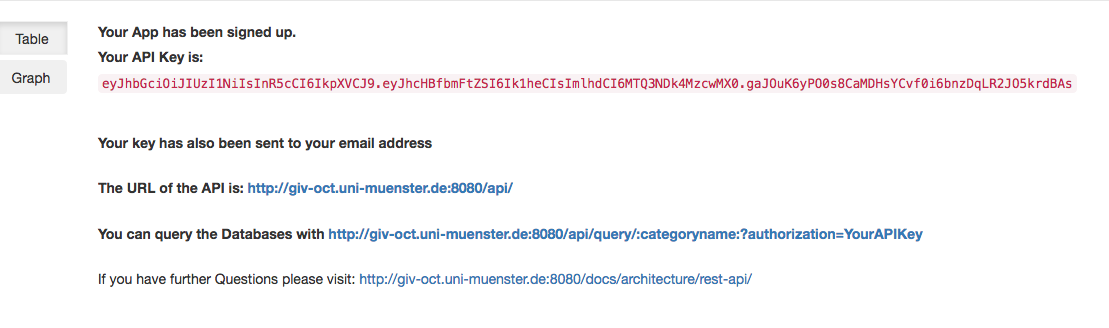 Table
Graph
Your App has been signed up.
Your API Key is:
eyJhbGciOiJIUzI1NiIsInR5cCI6IkpXVCJ9.eyJhcHBfbmFtZSI6Ik1heCIsImlhdCI6MTQ3NDk4MzcwMX0.gaJOuK6yPO0s8CaMDHsYCvf0i6bnzDqLR2JO5krdBAs
Your key has also been sent to your email address
The URL of the API is: http://giv-oct.uni-muenster.de:8080/api/
You can query the Databases with http://giv-oct.uni-muenster.de:8080/api/query/:categoryname:?authorization=YourAPIKey
If you have further Questions please visit: http://giv-oct.uni-muenster.de:8080/docs/architecture/rest-api/